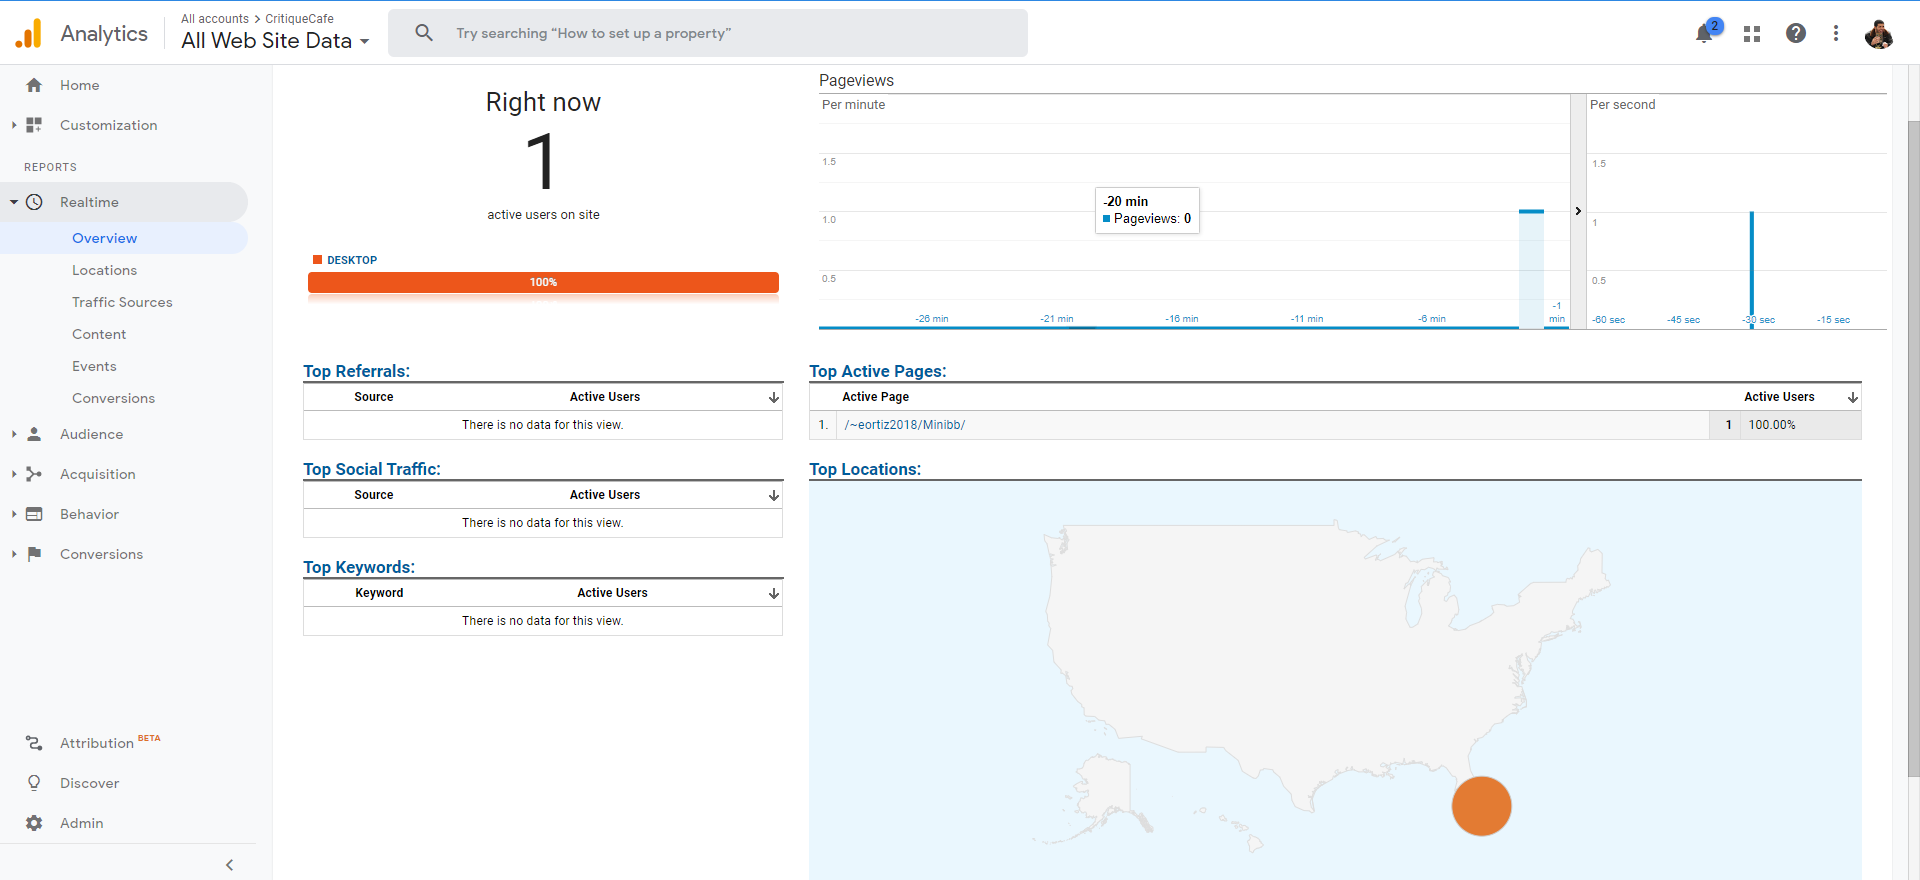 Analytics
All accounts > CritiqueCafe
All Web Site Data
Try searching “How to set up a property”
2
Home
Customization
REPORTS
Realtime
Overview
Locations
Traffic Sources
Content
Events
Conversions
Audience
Acquisition
Behavior
Conversions
Attribution BETA
Discover
Admin
Right now
1
active users on site
DESKTOP
100%
Pageviews
Per minute
1.5
1.0
0.5
-26 min
-21 min
-16 min
-11 min
-6 min
-1 min
-20 min
Pageviews: 0
Per second
1.5
1
0.5
-60 sec
-45 sec
-30 sec
-15 sec
Top Referrals:
Source Active Users
There is no data for this view.
Top Social Traffic:
Source Active Users
There is no data for this view.
Top Keywords:
Keyword Active Users
There is no data for this view.
Top Active Pages:
Active Page Active Users
1. /~eortiz2018/Minibb/ 1 100.00%
Top Locations: